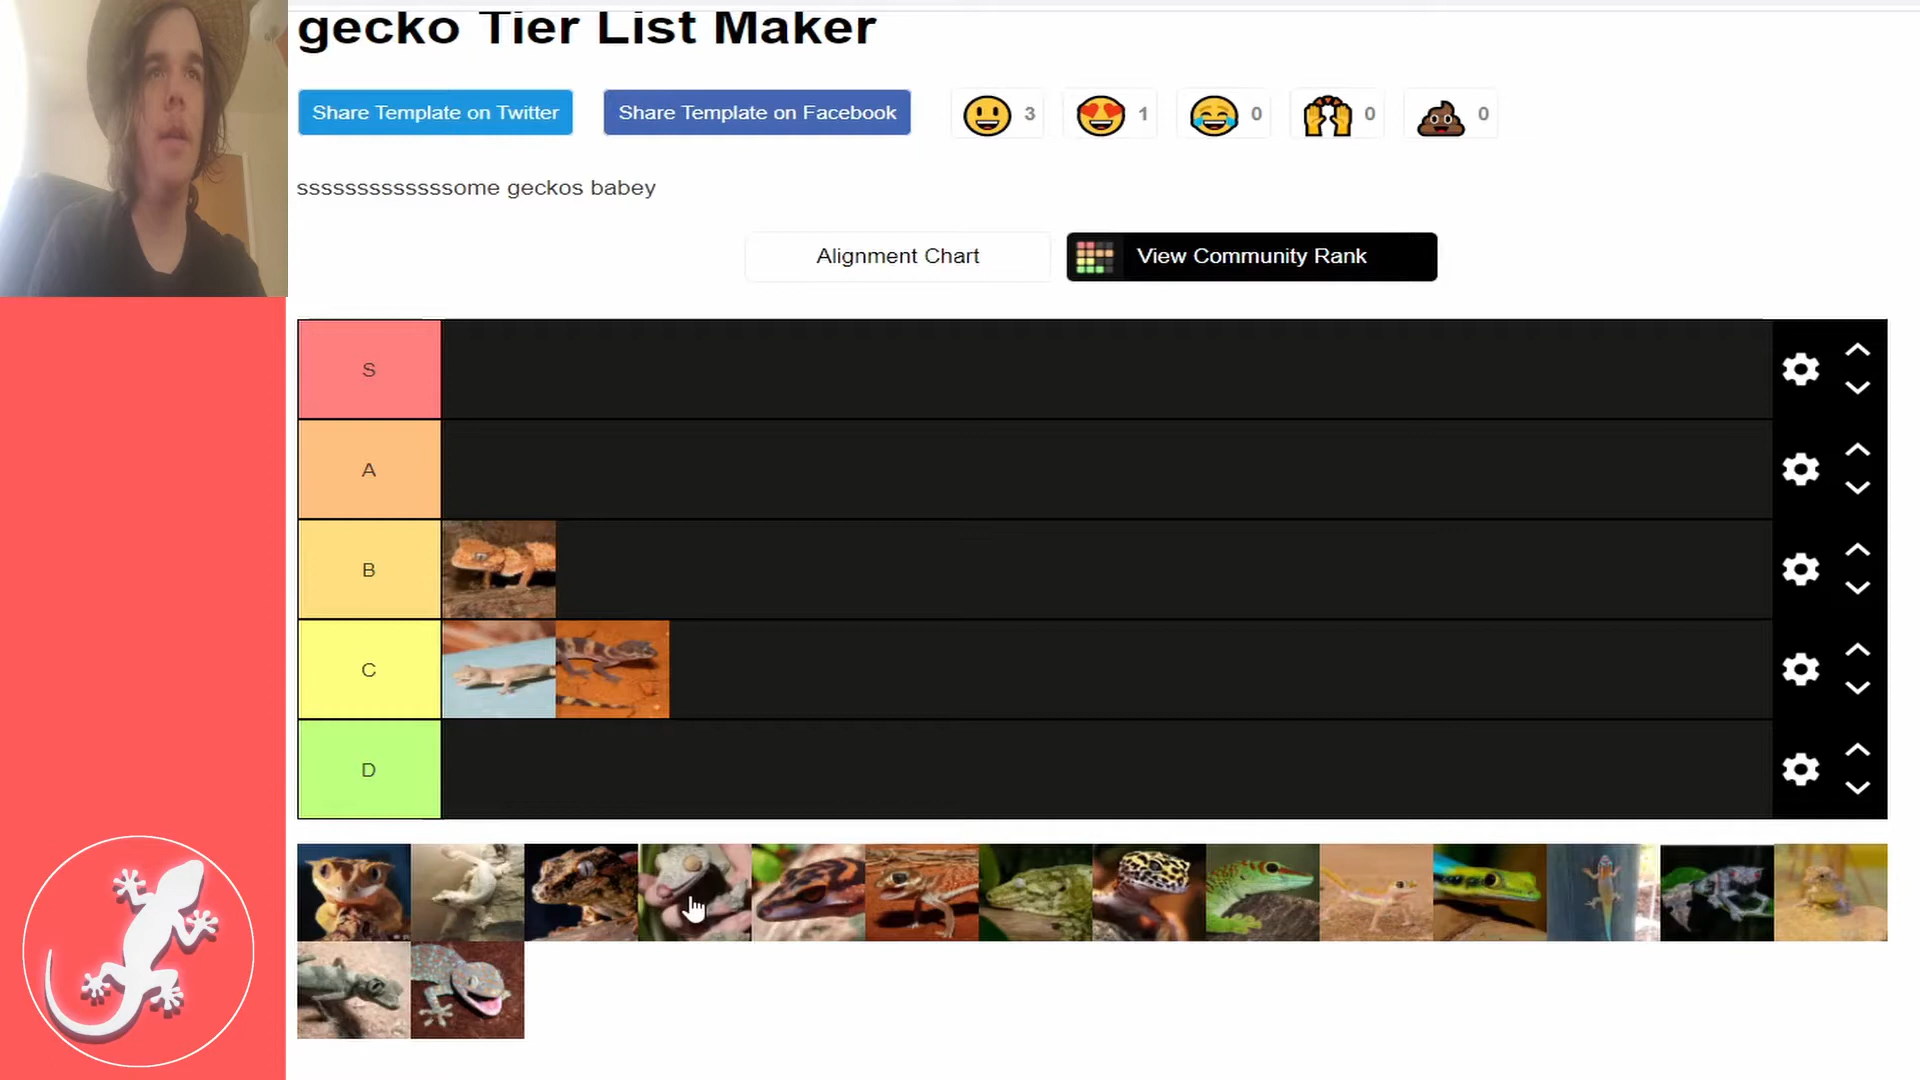 gecko Tier List Maker
Share Template on Twitter
Share Template on Facebook
3
1
0
0
0
sssssssssssssome geckos babey
Alignment Chart
View Community Rank
S
A
B
C
D